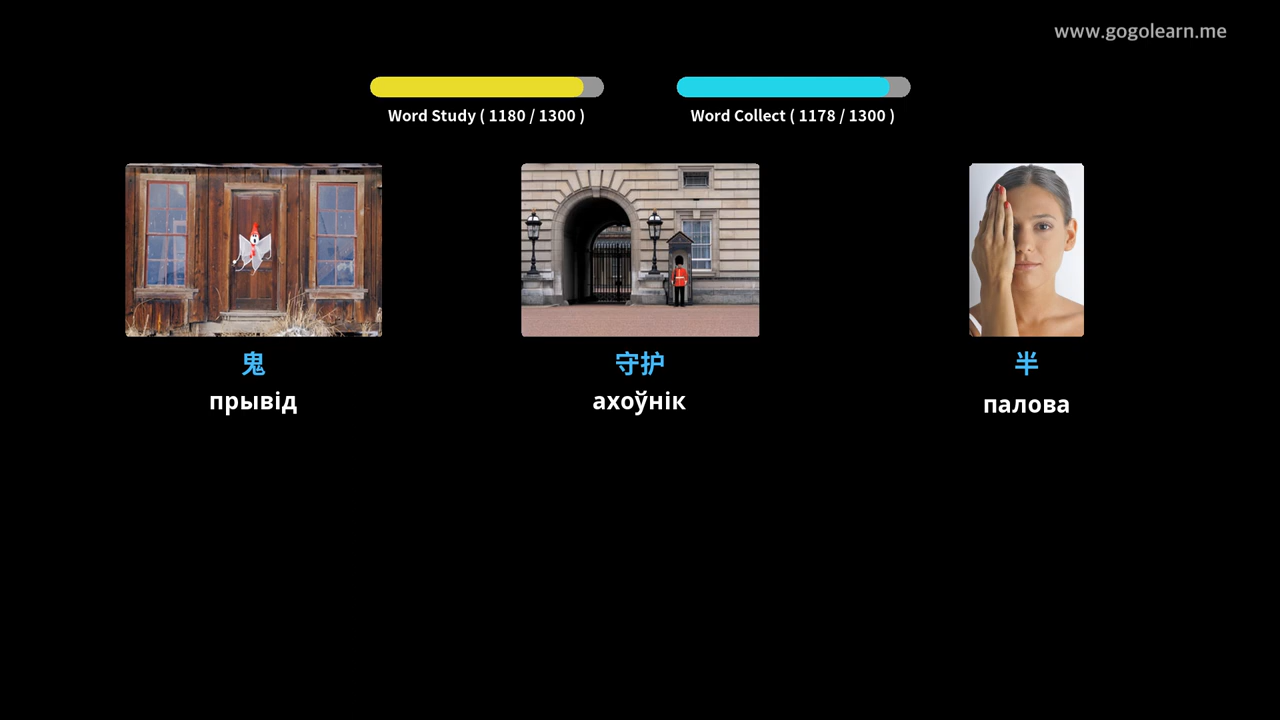 www.gogolearn.me
Word Study ( 1180 / 1300 )
Word Collect ( 1178 / 1300 )
鬼
守护
半
прывід
ахоўнік
палова